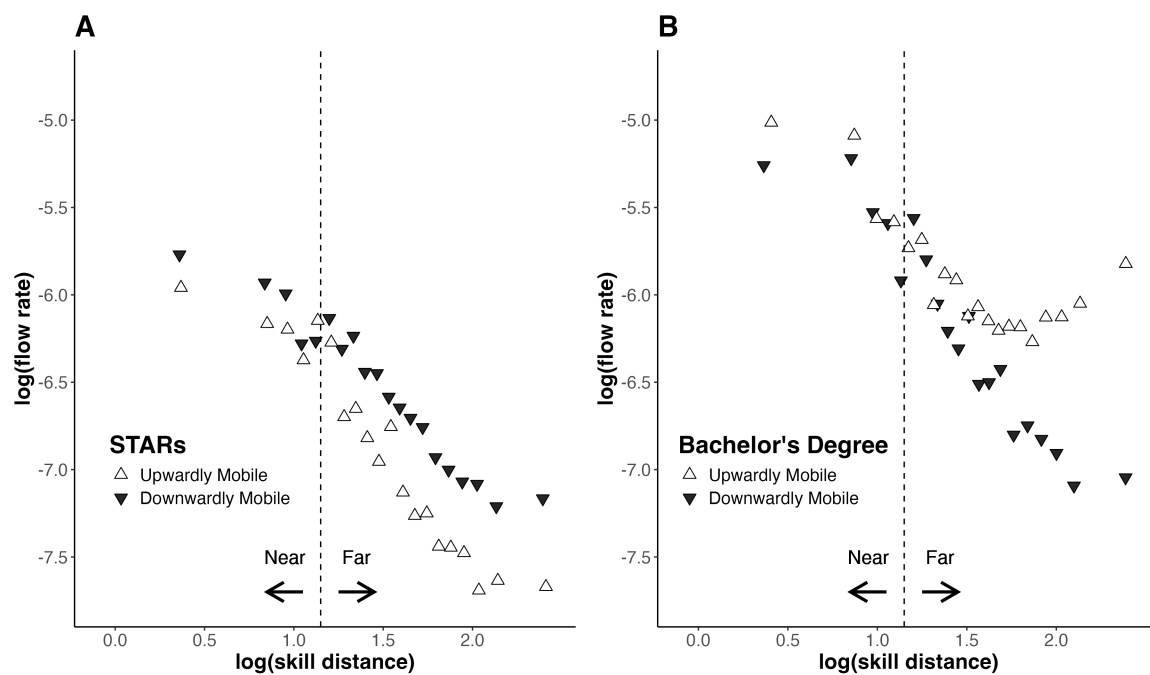 A
-5.0
-5.5
-6.0
-6.5
-7.0
-7.5
log(flow rate)
STARs
Upwardly Mobile
Downwardly Mobile
Near
Far
0.0
0.5
1.0
1.5
2.0
log(skill distance)
B
-5.0
-5.5
-6.0
-6.5
-7.0
-7.5
log(flow rate)
Bachelor's Degree
Upwardly Mobile
Downwardly Mobile
Near
Far
0.0
0.5
1.0
1.5
2.0
log(skill distance)